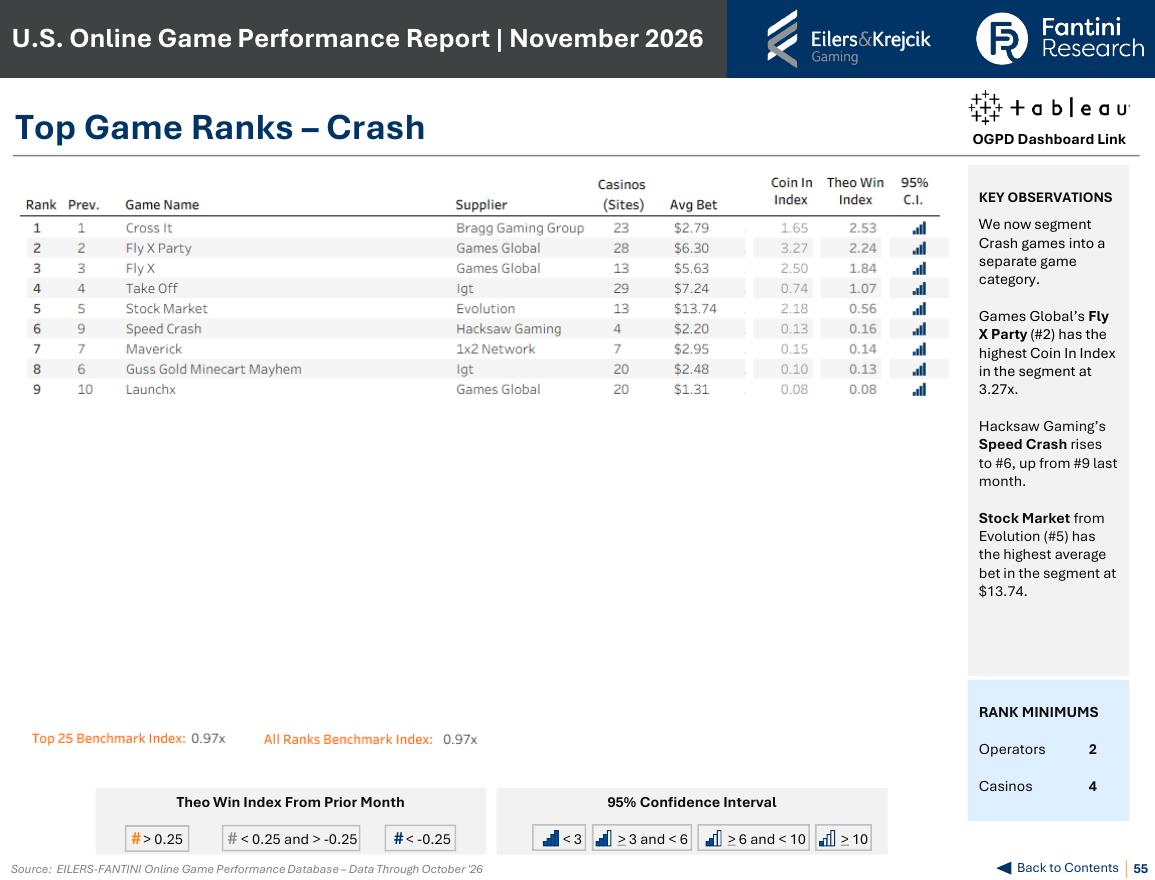 U.S. Online Game Performance Report | November 2026
Eilers&Krejcik
Gaming
Fantini
Research
Top Game Ranks – Crash
+ableau
OGPD Dashboard Link
Rank Prev. Game Name Supplier Casinos (Sites) Avg Bet Coin In Index Theo Win Index 95% C.I.
1 1 Cross It Bragg Gaming Group 23 $2.79 1.65 2.53
2 2 Fly X Party Games Global 28 $6.30 3.27 2.24
3 3 Fly X Games Global 13 $5.63 2.50 1.84
4 4 Take Off Igt 29 $7.24 0.74 1.07
5 5 Stock Market Evolution 13 $13.74 2.18 0.56
6 9 Speed Crash Hacksaw Gaming 4 $2.20 0.13 0.16
7 7 Maverick 1x2 Network 7 $2.95 0.15 0.14
8 6 Guss Gold Minecart Mayhem Igt 20 $2.48 0.10 0.13
9 10 Launchx Games Global 20 $1.31 0.08 0.08
Top 25 Benchmark Index: 0.97x All Ranks Benchmark Index: 0.97x
KEY OBSERVATIONS
We now segment
Crash games into a
separate game
category.
Games Global's Fly
X Party (#2) has the
highest Coin In Index
in the segment at
3.27x.
Hacksaw Gaming's
Speed Crash rises
to #6, up from #9 last
month.
Stock Market from
Evolution (#5) has
the highest average
bet in the segment at
$13.74.
RANK MINIMUMS
Operators 2
Casinos 4
Theo Win Index From Prior Month
# > 0.25 # < 0.25 and > -0.25 # < -0.25
95% Confidence Interval
< 3 ≥ 3 and < 6 ≥ 6 and < 10 ≥ 10
Source: EILERS-FANTINI Online Game Performance Database – Data Through October '26
Back to Contents | 55